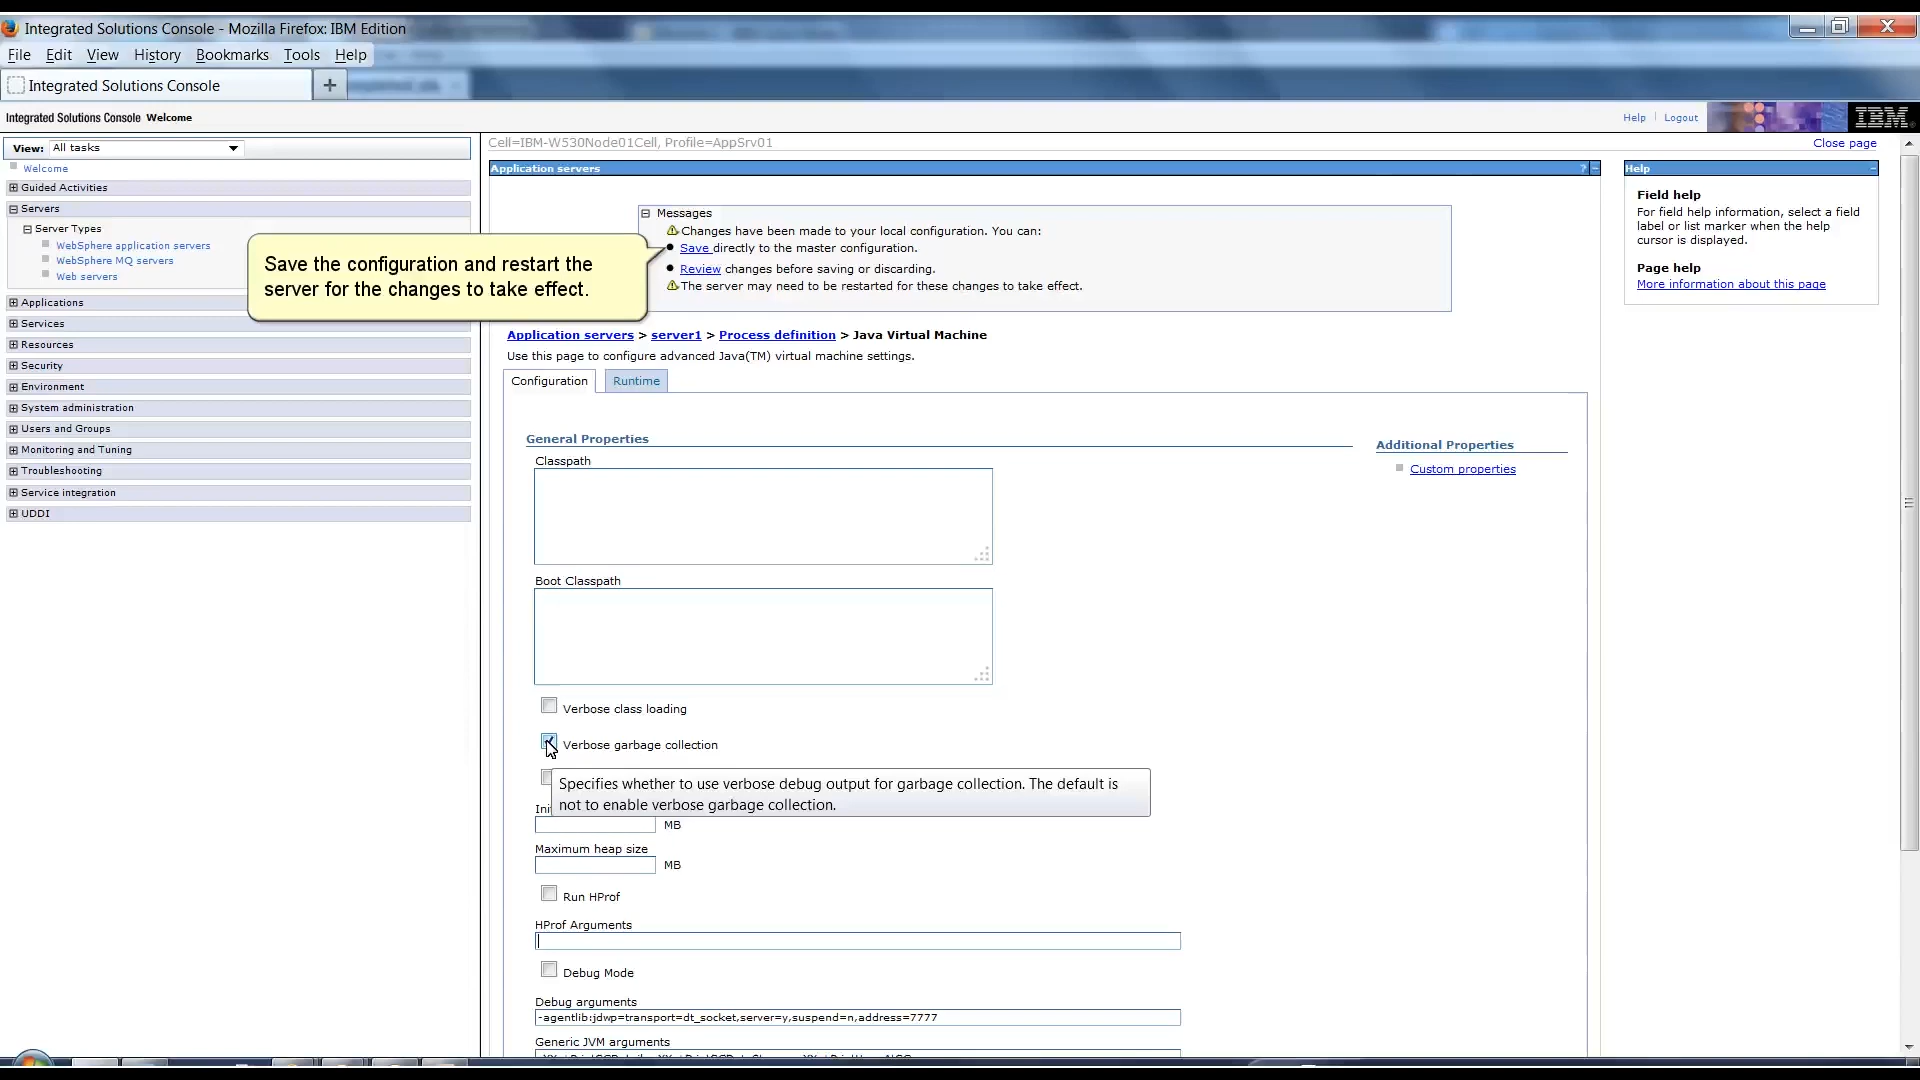 Integrated Solutions Console - Mozilla Firefox: IBM Edition
File Edit View History Bookmarks Tools Help
Integrated Solutions Console
Integrated Solutions Console Welcome
Help Logout
IBM.
View: All tasks
Welcome
Guided Activities
Servers
Server Types
WebSphere application servers
WebSphere MQ servers
Web servers
Applications
Services
Resources
Security
Environment
System administration
Users and Groups
Monitoring and Tuning
Troubleshooting
Service integration
UDDI
Cell=IBM-W530Node01Cell, Profile=AppSrv01
Close page
Application servers
?
Messages
Changes have been made to your local configuration. You can:
Save directly to the master configuration.
Review changes before saving or discarding.
The server may need to be restarted for these changes to take effect.
Save the configuration and restart the
server for the changes to take effect.
Application servers > server1 > Process definition > Java Virtual Machine
Use this page to configure advanced Java(TM) virtual machine settings.
Configuration
Runtime
General Properties
Classpath
Boot Classpath
Verbose class loading
Verbose garbage collection
Specifies whether to use verbose debug output for garbage collection. The default is
not to enable verbose garbage collection.
MB
Maximum heap size
MB
Run HProf
HProf Arguments
Debug Mode
Debug arguments
-agentlib:jdwp=transport=dt_socket,server=y,suspend=n,address=7777
Generic JVM arguments
Additional Properties
Custom properties
Help
Field help
For field help information, select a field
label or list marker when the help
cursor is displayed.
Page help
More information about this page